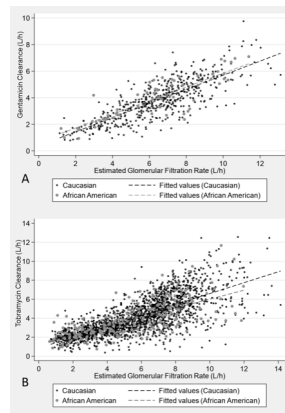 10
8
6
4
2
0
Gentamicin Clearance (L/h)
0 2 4 6 8 10 12
Estimated Glomerular Filtration Rate (L/h)
A
Caucasian Fitted values (Caucasian)
African American Fitted values (African American)
14
12
10
8
6
4
2
0
Tobramycin Clearance (L/h)
0 2 4 6 8 10 12 14
Estimated Glomerular Filtration Rate (L/h)
B
Caucasian Fitted values (Caucasian)
African American Fitted values (African American)